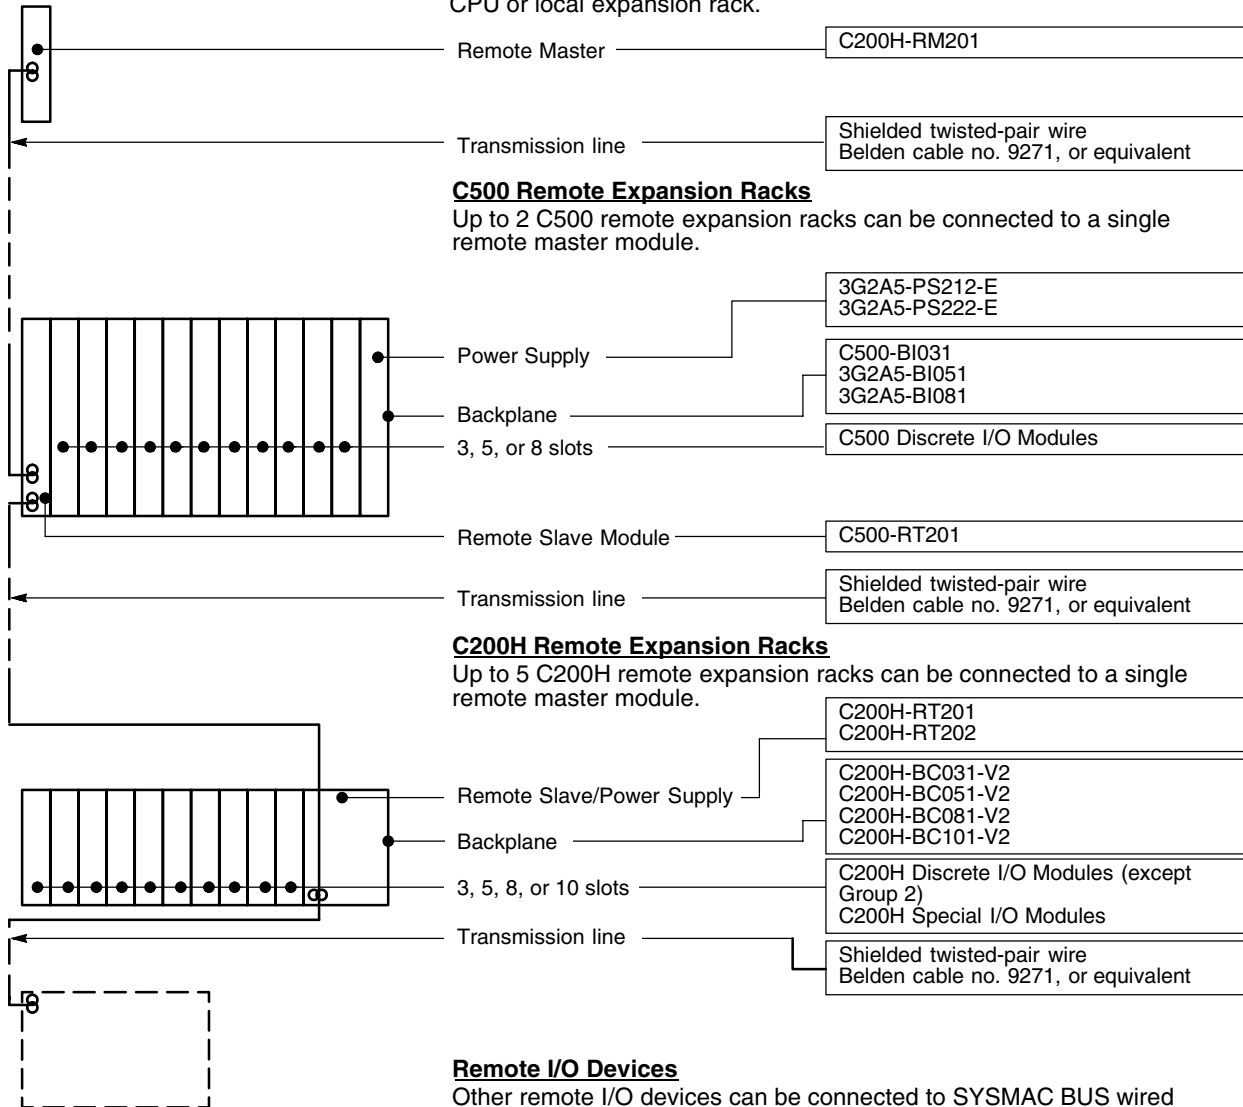 CPU or local expansion rack.
Remote Master
C200H-RM201
Transmission line
Shielded twisted-pair wire
Belden cable no. 9271, or equivalent
C500 Remote Expansion Racks
Up to 2 C500 remote expansion racks can be connected to a single
remote master module.
Power Supply
3G2A5-PS212-E
3G2A5-PS222-E
Backplane
C500-BI031
3G2A5-BI051
3G2A5-BI081
3, 5, or 8 slots
C500 Discrete I/O Modules
Remote Slave Module
C500-RT201
Transmission line
Shielded twisted-pair wire
Belden cable no. 9271, or equivalent
C200H Remote Expansion Racks
Up to 5 C200H remote expansion racks can be connected to a single
remote master module.
Remote Slave/Power Supply
C200H-RT201
C200H-RT202
Backplane
C200H-BC031-V2
C200H-BC051-V2
C200H-BC081-V2
C200H-BC101-V2
3, 5, 8, or 10 slots
C200H Discrete I/O Modules (except
Group 2)
C200H Special I/O Modules
Transmission line
Shielded twisted-pair wire
Belden cable no. 9271, or equivalent
Remote I/O Devices
Other remote I/O devices can be connected to SYSMAC BUS wired